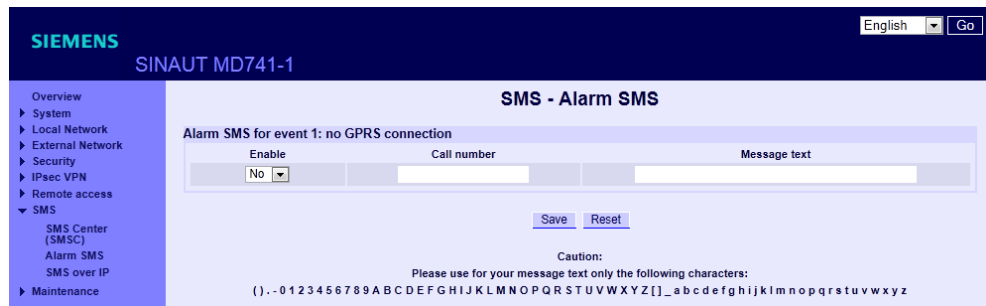 English Go
SIEMENS
SINAUT MD741-1
Overview
System
Local Network
External Network
Security
IPsec VPN
Remote access
SMS
SMS Center
(SMSC)
Alarm SMS
SMS over IP
Maintenance
SMS - Alarm SMS
Alarm SMS for event 1: no GPRS connection
Enable Call number Message text
No
Save Reset
Caution:
Please use for your message text only the following characters:
( ) . - 0 1 2 3 4 5 6 7 8 9 A B C D E F G H I J K L M N O P Q R S T U V W X Y Z [ ] _ a b c d e f g h i j k l m n o p q r s t u v w x y z